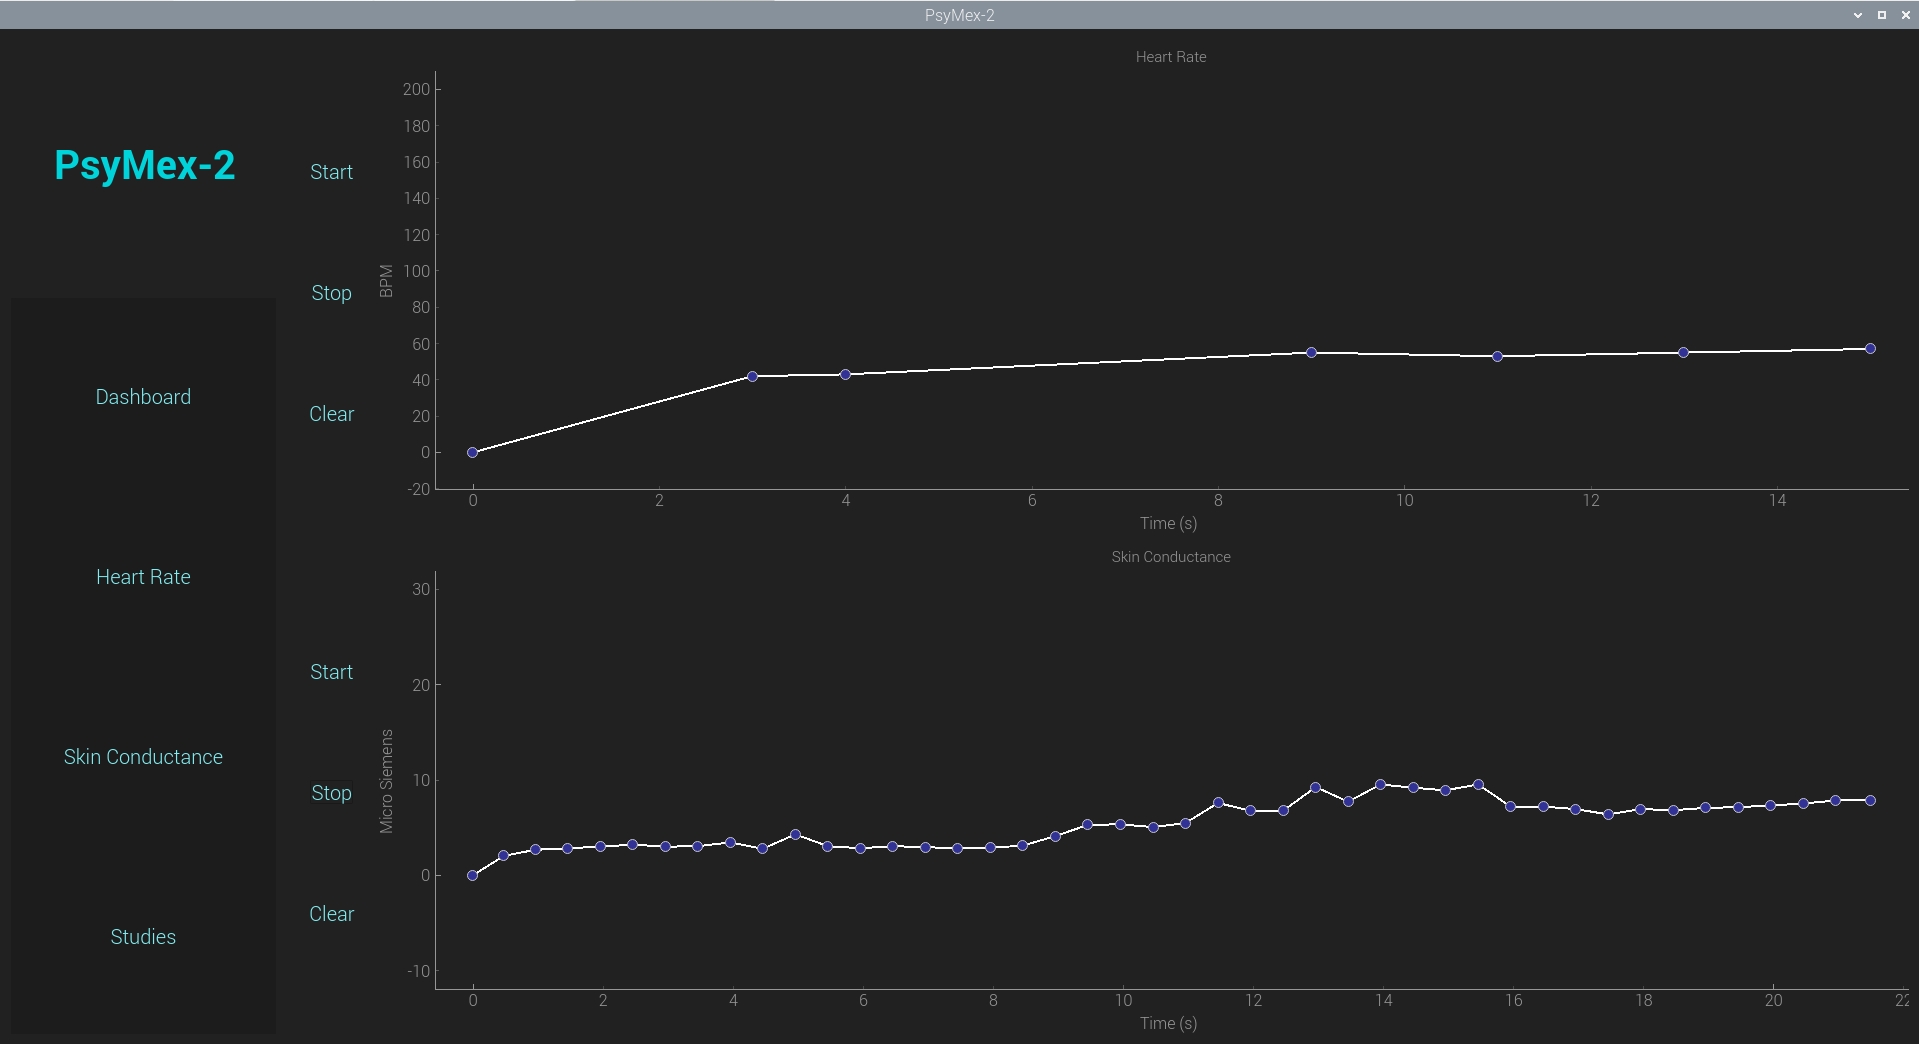 PsyMex-2
PsyMex-2
Dashboard
Heart Rate
Skin Conductance
Studies
Start
Stop
Clear
Heart Rate
BPM
200
180
160
140
120
100
80
60
40
20
0
-20
0 2 4 6 8 10 12 14
Time (s)
Start
Stop
Clear
Skin Conductance
Micro Siemens
30
20
10
0
-10
0 2 4 6 8 10 12 14 16 18 20 22
Time (s)